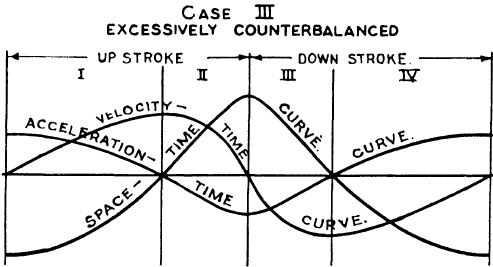 CASE III
EXCESSIVELY COUNTERBALANCED
UP STROKE
DOWN STROKE.
I
II
III
IV
VELOCITY – TIME CURVE.
ACCELERATION – TIME CURVE.
SPACE – TIME CURVE.